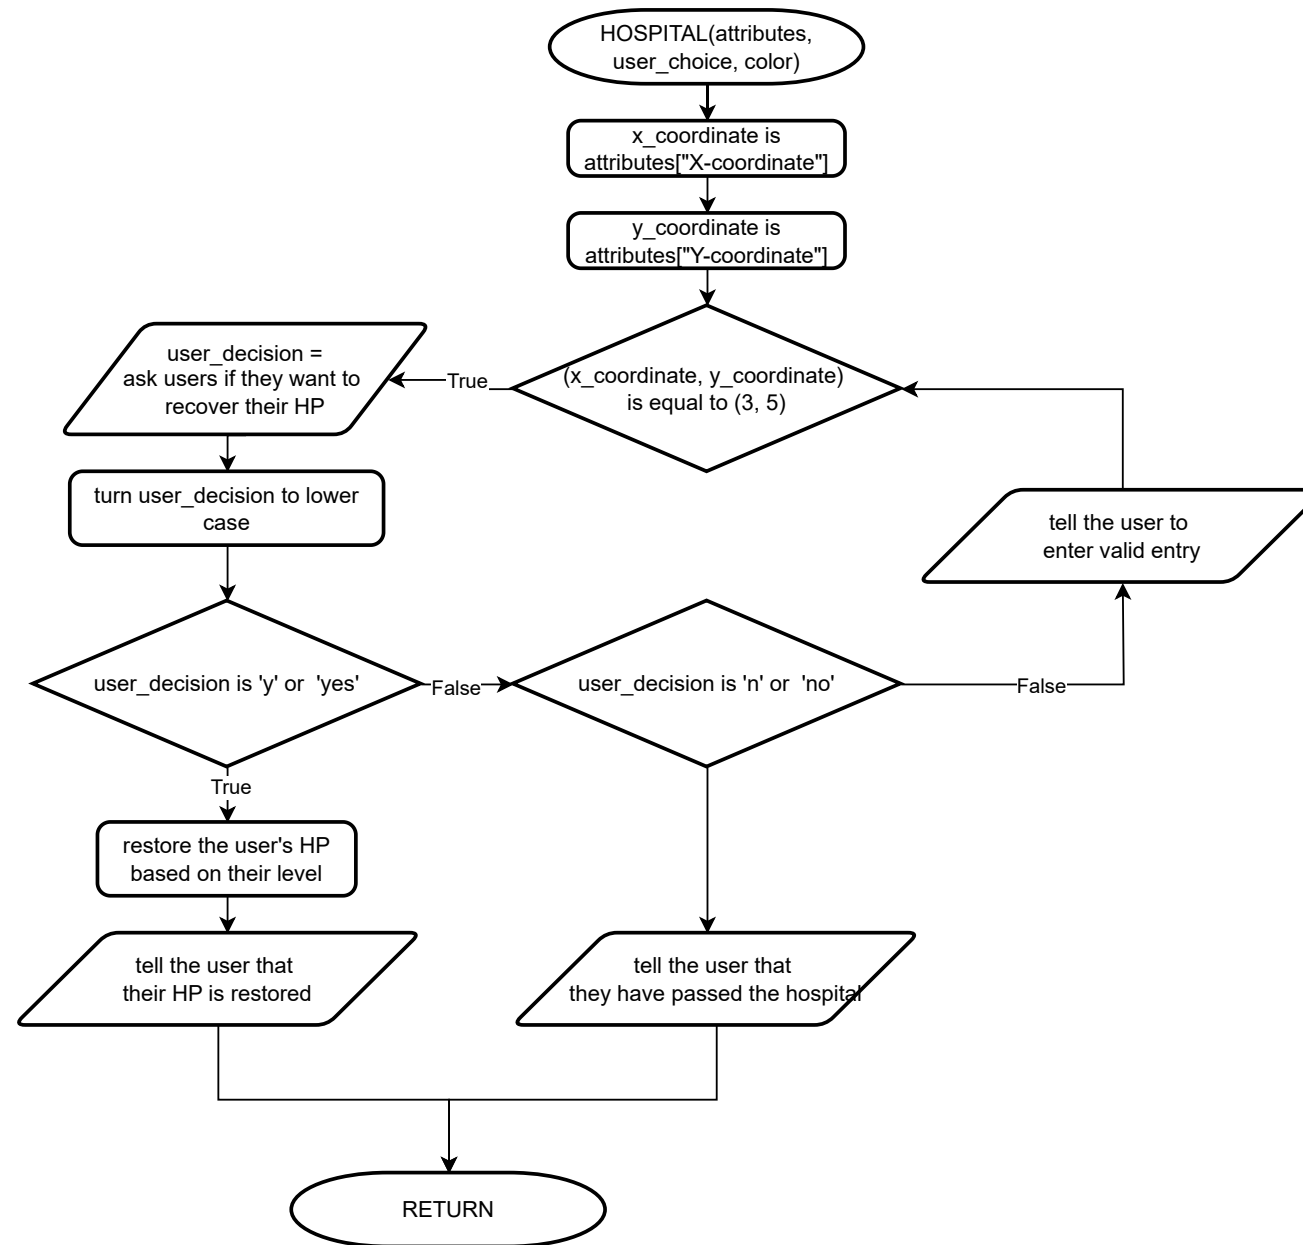 HOSPITAL(attributes,
user_choice, color)
x_coordinate is
attributes["X-coordinate"]
y_coordinate is
attributes["Y-coordinate"]
(x_coordinate, y_coordinate)
is equal to (3, 5)
True
user_decision =
ask users if they want to
recover their HP
turn user_decision to lower
case
tell the user to
enter valid entry
user_decision is 'y' or  'yes'
False
user_decision is 'n' or  'no'
False
True
restore the user's HP
based on their level
tell the user that
their HP is restored
tell the user that
they have passed the hospital
RETURN